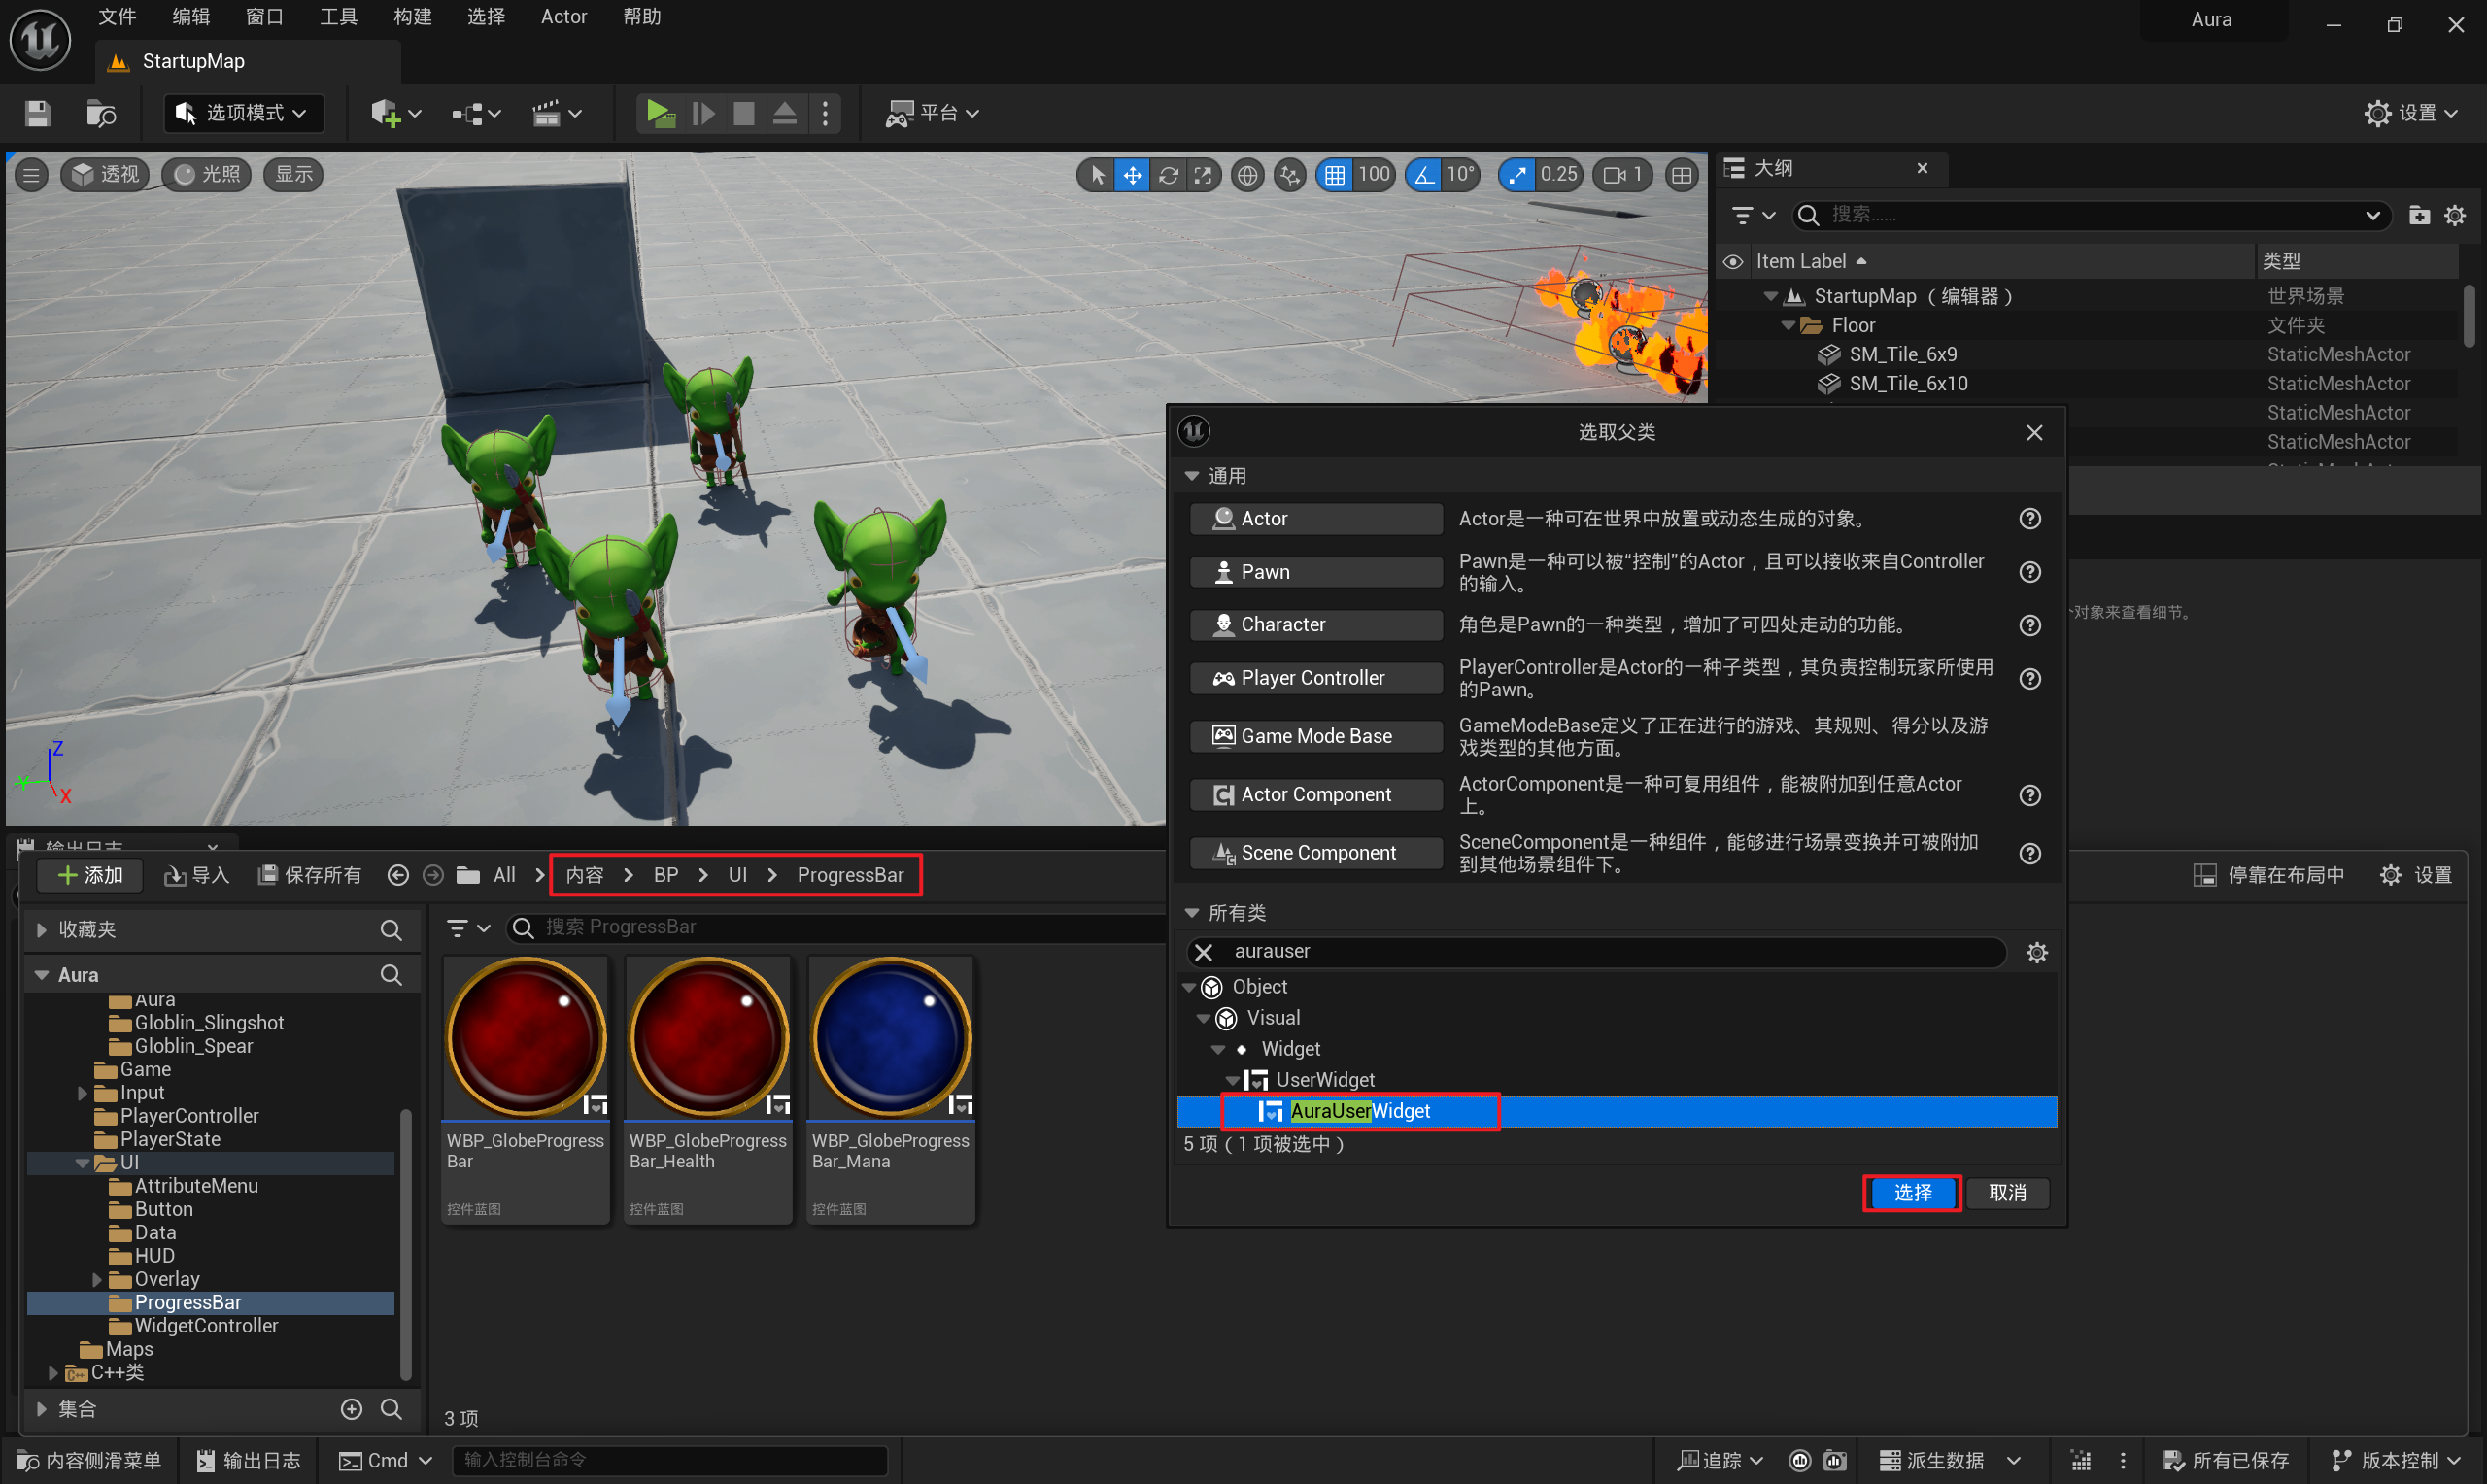 文件 编辑 窗口 工具 构建 选择 Actor 帮助
Aura
StartupMap
选项模式
平台
设置
透视 光照 显示
100 10° 0.25 1
大纲
搜索......
Item Label 类型
StartupMap（编辑器） 世界场景
Floor 文件夹
SM_Tile_6x9 StaticMeshActor
SM_Tile_6x10 StaticMeshActor
StaticMeshActor
StaticMeshActor
对象来查看细节。
选取父类
通用
Actor
Actor是一种可在世界中放置或动态生成的对象。
Pawn
Pawn是一种可以被“控制”的Actor，且可以接收来自Controller
的输入。
Character
角色是Pawn的一种类型，增加了可四处走动的功能。
Player Controller
PlayerController是Actor的一种子类型，其负责控制玩家所使用
的Pawn。
Game Mode Base
GameModeBase定义了正在进行的游戏、其规则、得分以及游
戏类型的其他方面。
Actor Component
ActorComponent是一种可复用组件，能被附加到任意Actor
上。
Scene Component
SceneComponent是一种组件，能够进行场景变换并可被附加
到其他场景组件下。
所有类
aurauser
Object
Visual
Widget
UserWidget
AuraUserWidget
5 项（1 项被选中）
选择 取消
Z
Y
X
输出日志
添加 导入 保存所有 All 内容 BP UI ProgressBar
停靠在布局中 设置
收藏夹
Aura
Aura
Globlin_Slingshot
Globlin_Spear
Game
Input
PlayerController
PlayerState
UI
AttributeMenu
Button
Data
HUD
Overlay
ProgressBar
WidgetController
Maps
C++类
集合
搜索 ProgressBar
WBP_GlobeProgress
Bar
控件蓝图
WBP_GlobeProgress
Bar_Health
控件蓝图
WBP_GlobeProgress
Bar_Mana
控件蓝图
3 项
内容侧滑菜单 输出日志 Cmd 输入控制台命令
追踪 派生数据 所有已保存 版本控制